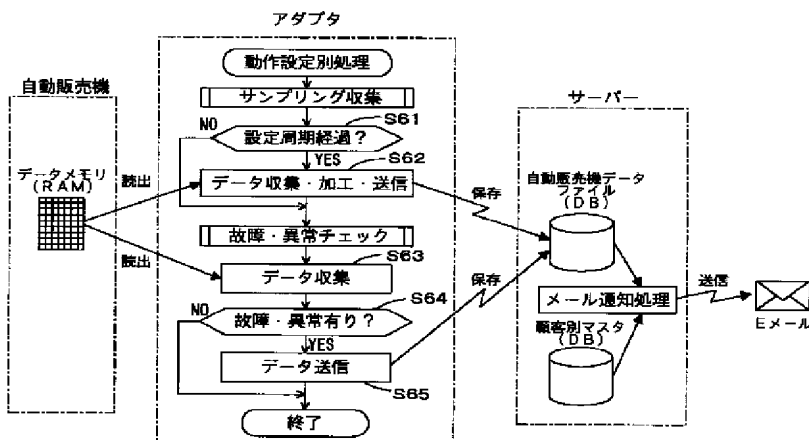 アダプタ
動作設定別処理
自動販売機
サンプリング収集
サーバー
NO
S61
設定周期経過?
YES
S62
データメモリ
(RAM)
読出
データ収集・加工・送信
保存
自動販売機データ
ファイル
(DB)
故障・異常チェック
S63
読出
データ収集
保存
NO
S64
故障・異常有り?
メール通知処理
送信
Eメール
YES
顧客別マスタ
(DB)
データ送信
S65
終了